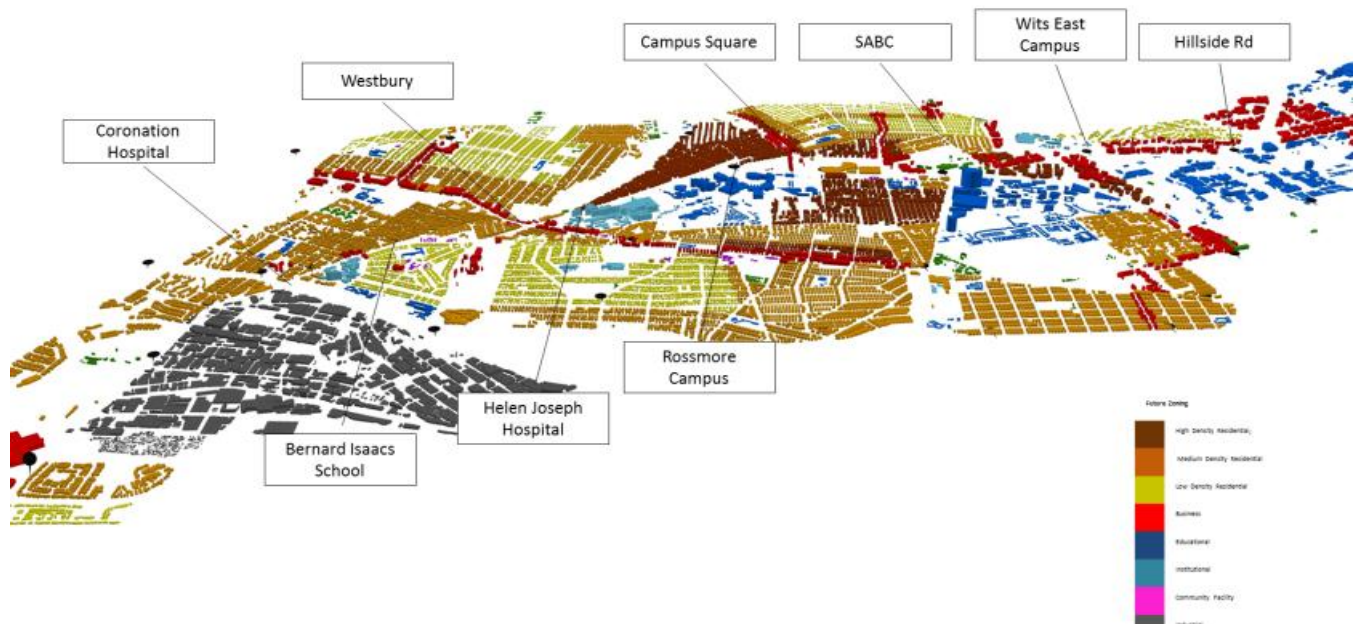 Campus Square
SABC
Wits East
Campus
Hillside Rd
Westbury
Coronation
Hospital
Rossmore
Campus
Helen Joseph
Hospital
Bernard Isaacs
School
Future Zoning
High Density Residential;
Medium Density Residential
Low Density Residential
Business
Educational
Institutional
Community Facility